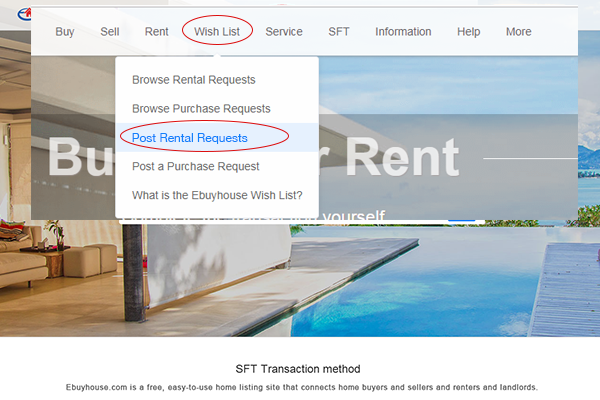 Buy Sell Rent Wish List Service SFT Information Help More
Browse Rental Requests
Browse Purchase Requests
Post Rental Requests
Post a Purchase Request
What is the Ebuyhouse Wish List?
Bu r Rent
yourself
SFT Transaction method
Ebuyhouse.com is a free, easy-to-use home listing site that connects home buyers and sellers and renters and landlords.